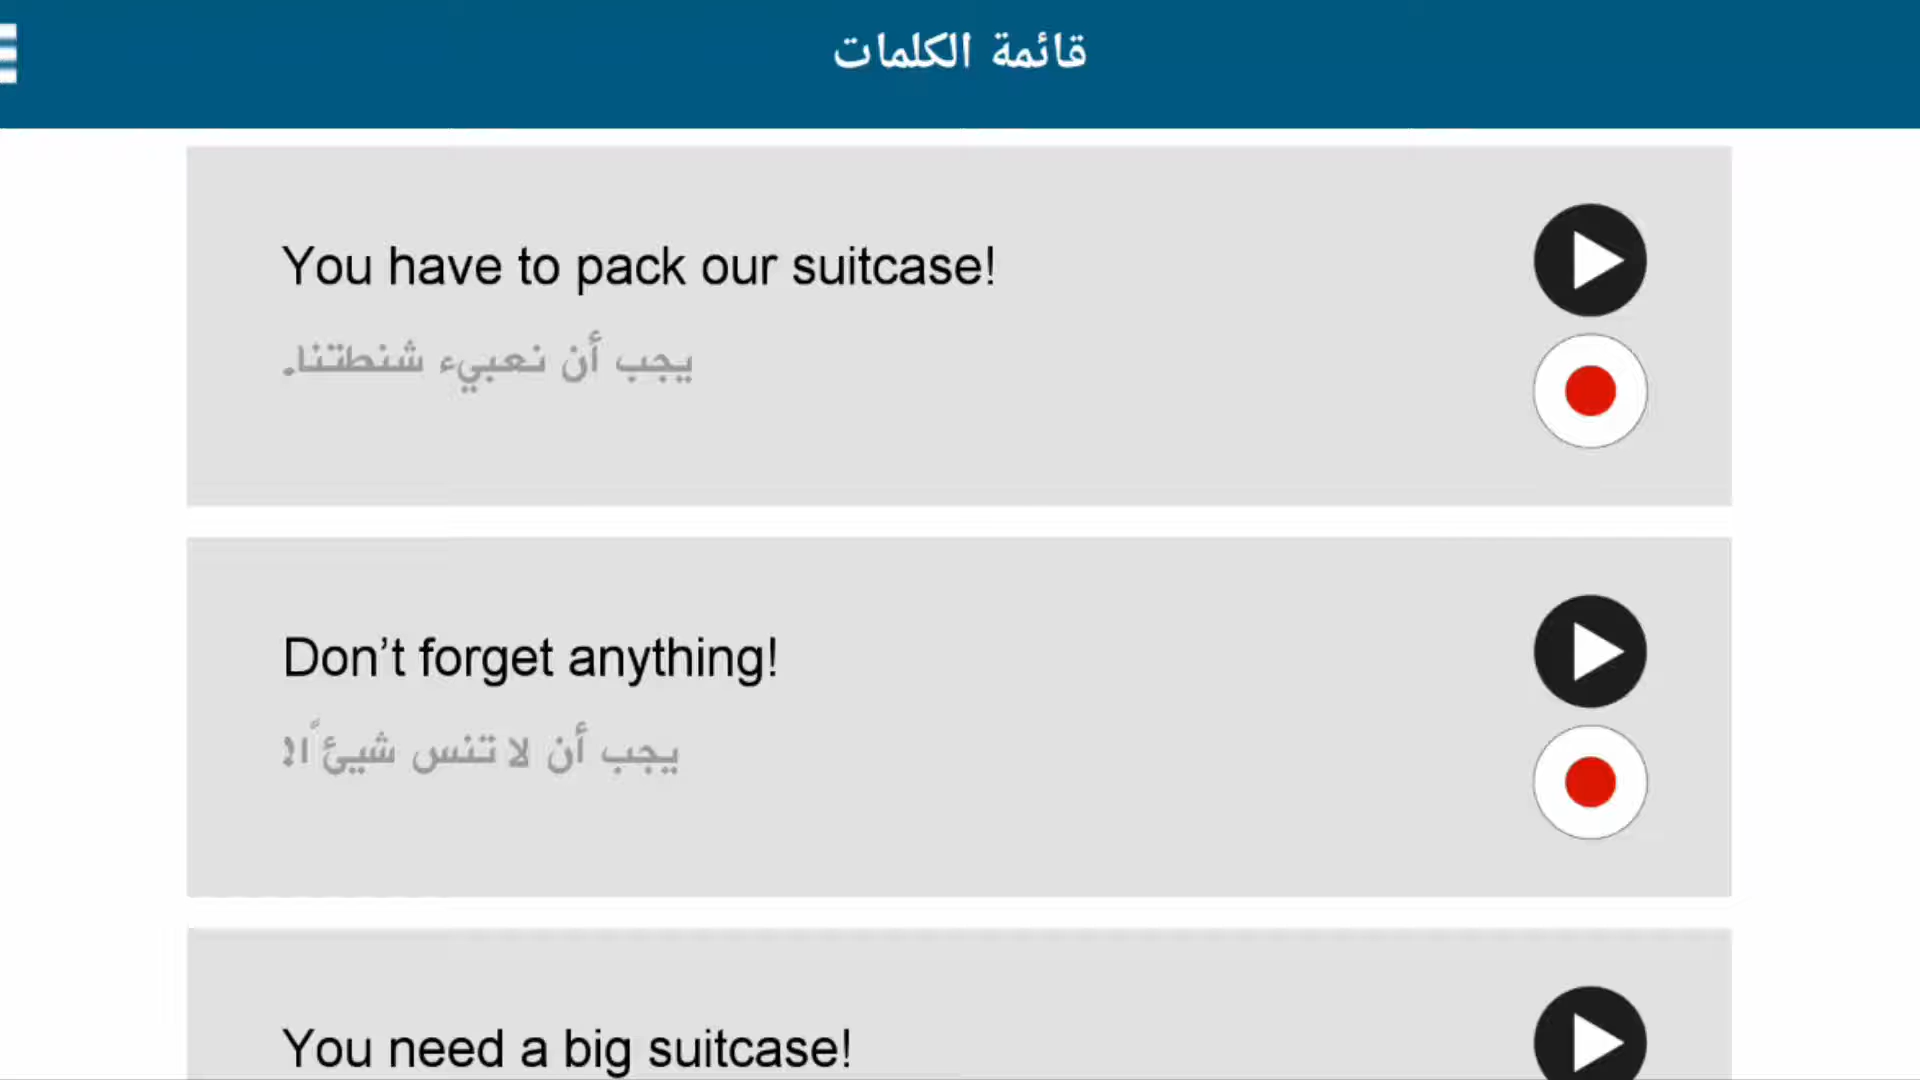 قائمة الكلمات
You have to pack our suitcase!
يجب أن نعبيء شنطتنا.
Don’t forget anything!
يجب أن لا تنس شيئًا!
You need a big suitcase!